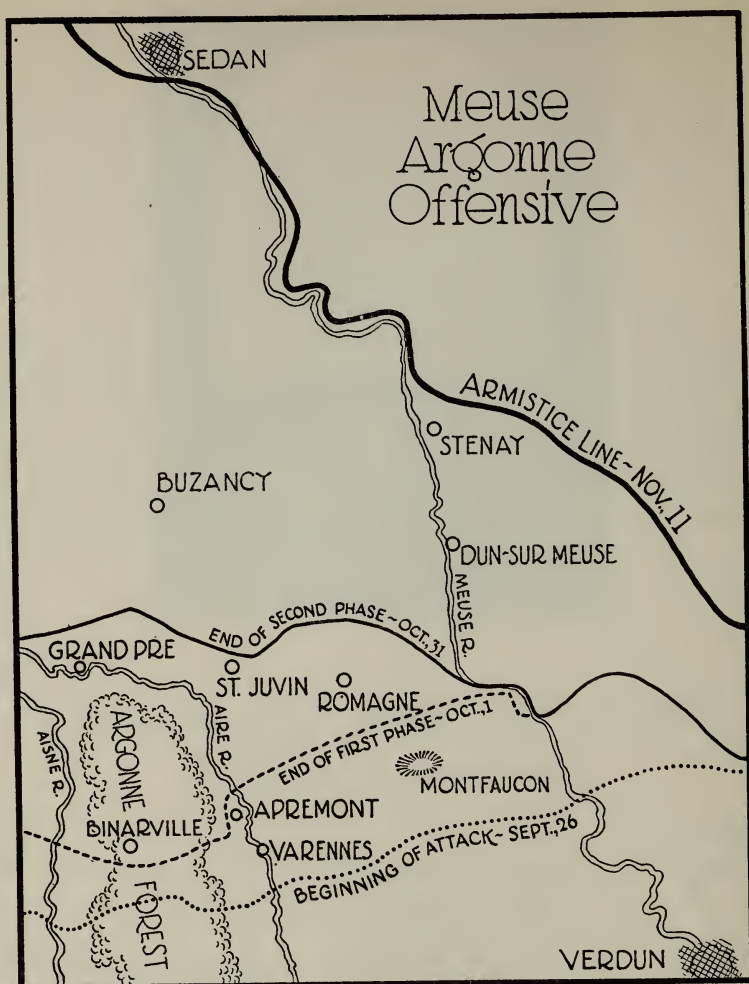 SEDAN
Meuse
Argonne
Offensive
ARMISTICE LINE~NOV., 11
STENAY
BUZANCY
DUN-SUR MEUSE
MEUSE R.
END OF SECOND PHASE~OCT., 31
GRAND PRE
ST. JUVIN
ROMAGNE
AIRE R.
AISNE R.
ARGONNE
FOREST
END OF FIRST PHASE~OCT., 1
MONTFAUCON
APREMONT
BINARVILLE
VARENNES
BEGINNING OF ATTACK~SEPT., 26
VERDUN